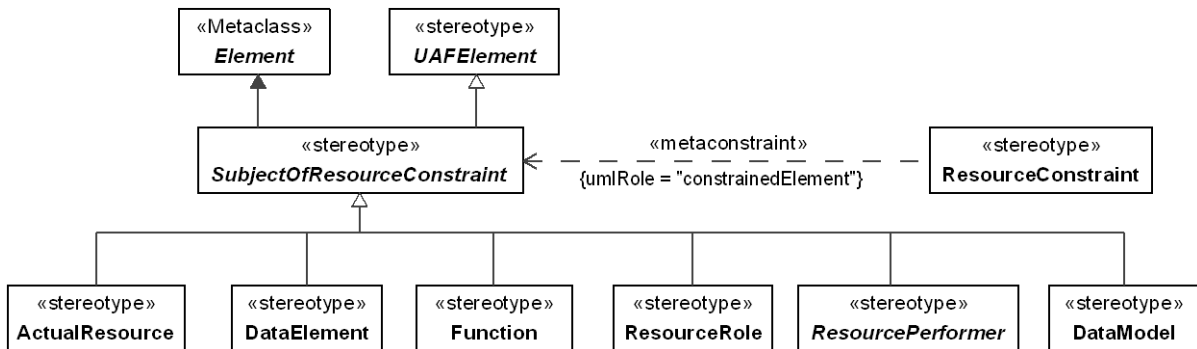 «Metaclass»
Element
«stereotype»
UAFElement
«stereotype»
SubjectOfResourceConstraint
«metaconstraint»
{umlRole = "constrainedElement"}
«stereotype»
ResourceConstraint
«stereotype»
ActualResource
«stereotype»
DataElement
«stereotype»
Function
«stereotype»
ResourceRole
«stereotype»
ResourcePerformer
«stereotype»
DataModel